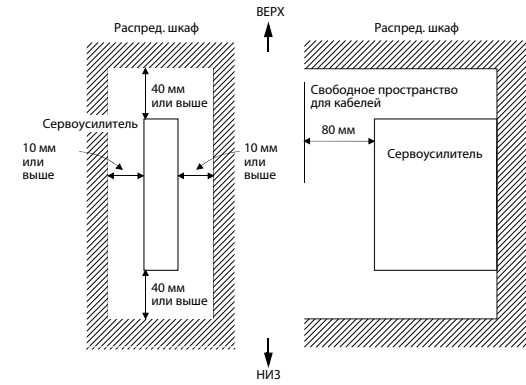 ВЕРХ
Распред. шкаф
Распред. шкаф
40 мм
или выше
Сервоусилитель
10 мм
или
выше
10 мм
или
выше
40 мм
или выше
Свободное пространство
для кабелей
80 мм
Сервоусилитель
НИЗ